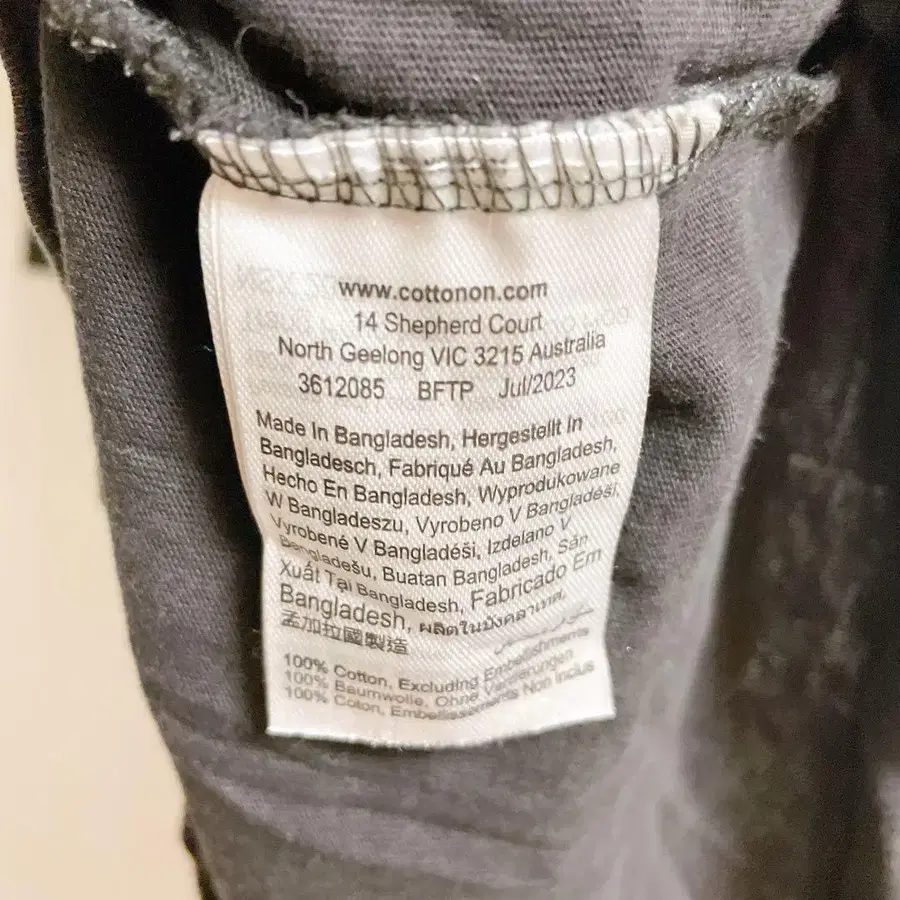 www.cottonon.com
14 Shepherd Court
North Geelong VIC 3215 Australia
3612085 BFTP Jul/2023
Made In Bangladesh, Hergestellt In
Bangladesch, Fabriqué Au Bangladesh,
Hecho En Bangladesh, Wyprodukowane
W Bangladeszu, Vyrobeno V Bangladéši,
Vyrobené V Bangladéši, Izdelano V
Bangladešu, Buatan Bangladesh, Sản
Xuất Tại Bangladesh, Fabricado Em
Bangladesh, ผลิตในบังคลาเทศ,
孟加拉國製造
100% Cotton, Excluding Embellishments
100% Baumwolle, Ohne Verzierungen
100% Coton, Embellissements Non Inclus